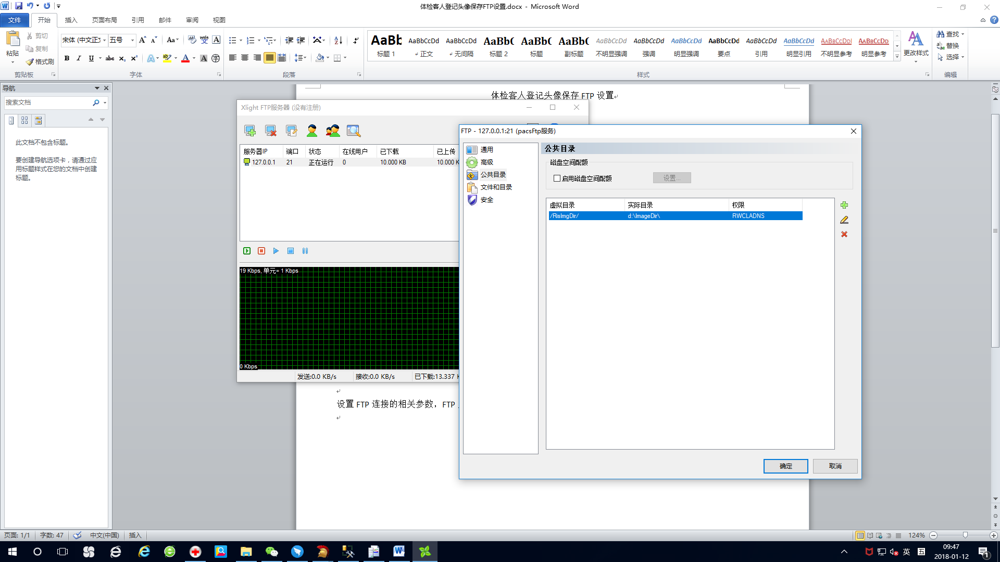 体检客人登记头像保存FTP设置.docx - Microsoft Word
文件 开始 插入 页面布局 引用 邮件 审阅 视图
粘贴 剪切 复制 格式刷
宋体 (中文正文 五号
AaBb AaBbCcDd AaBbCcDd AaBbC AaBbC AaBbC AaBbCcDd AaBbCcDd AaBbCcDd AaBbCcDd AaBbCcDd AaBbCcDd AaBbCcDd AaBbCcDd
标题 1 正文 无间隔 标题 2 标题 副标题 不明显强调 强调 明显强调 要点 引用 明显引用 不明显参考 明显参考
更改样式
查找
替换
选择
剪贴板 字体 段落 样式 编辑
导航
搜索文档
此文档不包含标题。
要创建导航选项卡，请通过应
用标题样式在您的文档中创建
标题。
体检客人登记头像保存 FTP 设置
Xlight FTP服务器 (没有注册)
服务器IP 端口 状态 在线用户 已下载 已上传
127.0.0.1 21 正在运行 0 10.000 KB 10.000 K
19 Kbps, 单元= 1 Kbps
0 Kbps
发送:0.0 KB/s 接收:0.0 KB/s 已下载:13.337 K
设置 FTP 连接的相关参数，FTP
FTP - 127.0.0.1:21 (pacsFtp服务)
通用
高级
公共目录
文件和目录
安全
公共目录
磁盘空间配额
启用磁盘空间配额 设置...
虚拟目录 实际目录 权限
/RisImgDir/ d:\ImageDir\ RWCLADNS
确定 取消
页面: 1/1 字数: 47 中文(中国) 插入 124%
英 五
09:47
2018-01-12
1